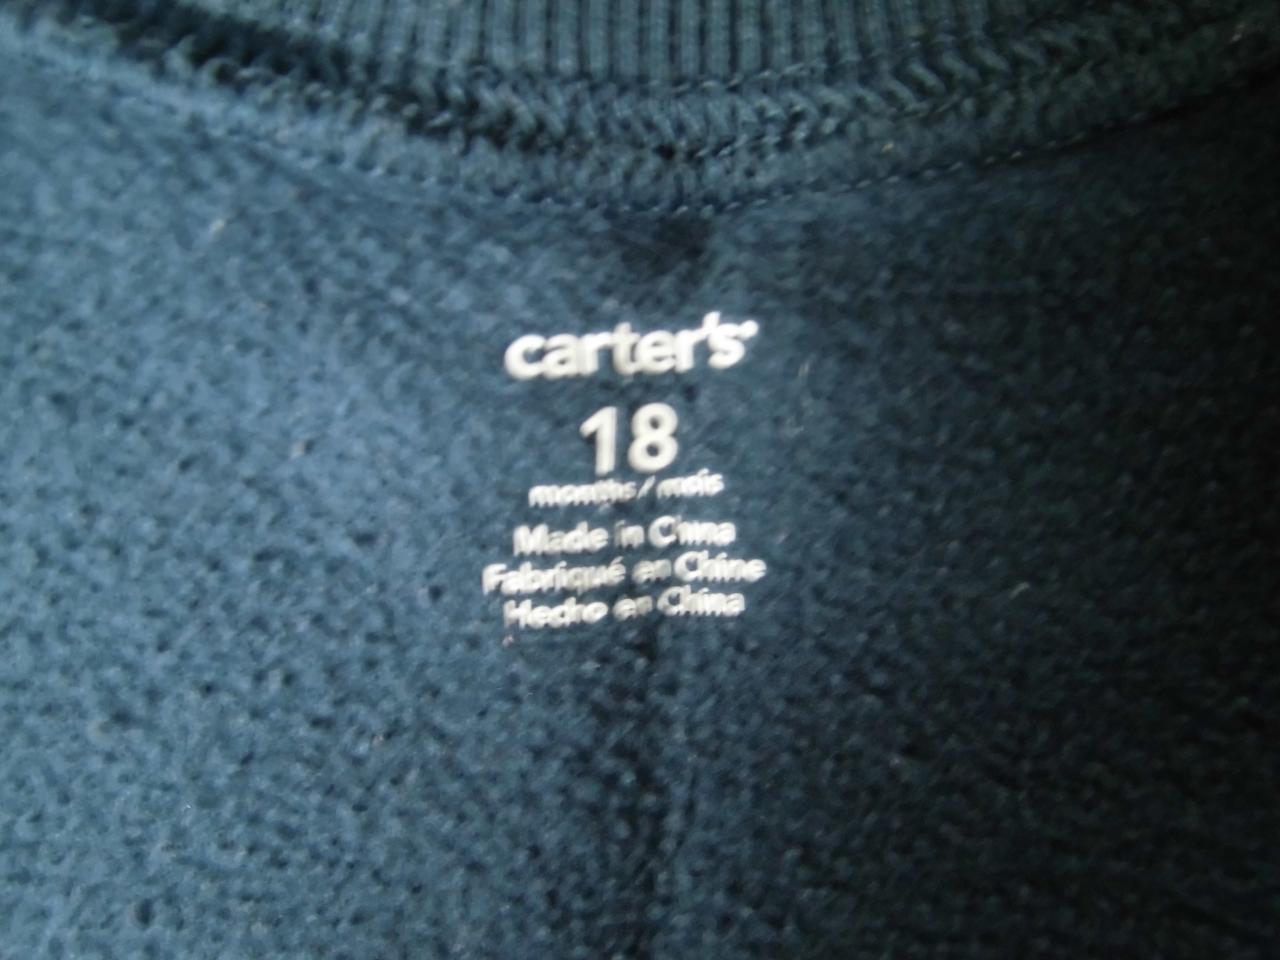 carter's
18
months / mois
Made in China
Fabriqué en Chine
Hecho en China